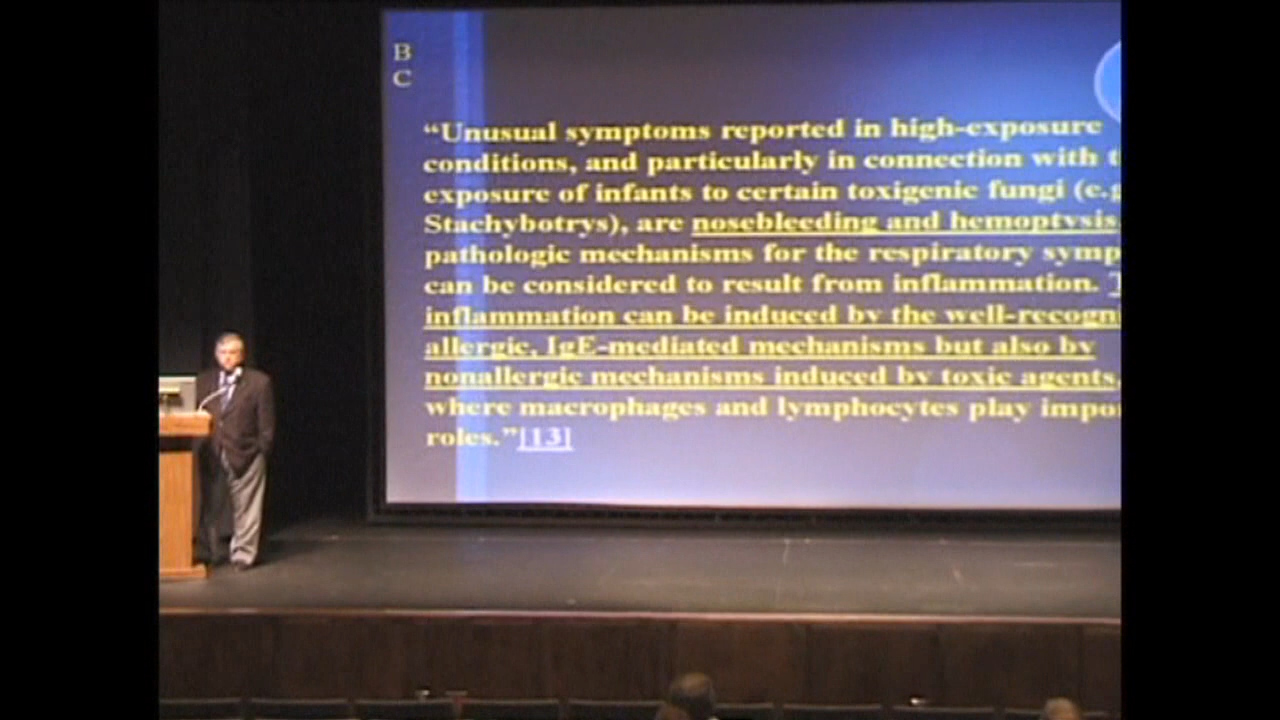 B
C
“Unusual symptoms reported in high-exposure
conditions, and particularly in connection with
exposure of infants to certain toxigenic fungi (e.g
Stachybotrys), are nosebleeding and hemoptysis.
pathologic mechanisms for the respiratory symp
can be considered to result from inflammation.
inflammation can be induced by the well-recogni
allergic, IgE-mediated mechanisms but also by
nonallergic mechanisms induced by toxic agents,
where macrophages and lymphocytes play impo
roles.”[13]